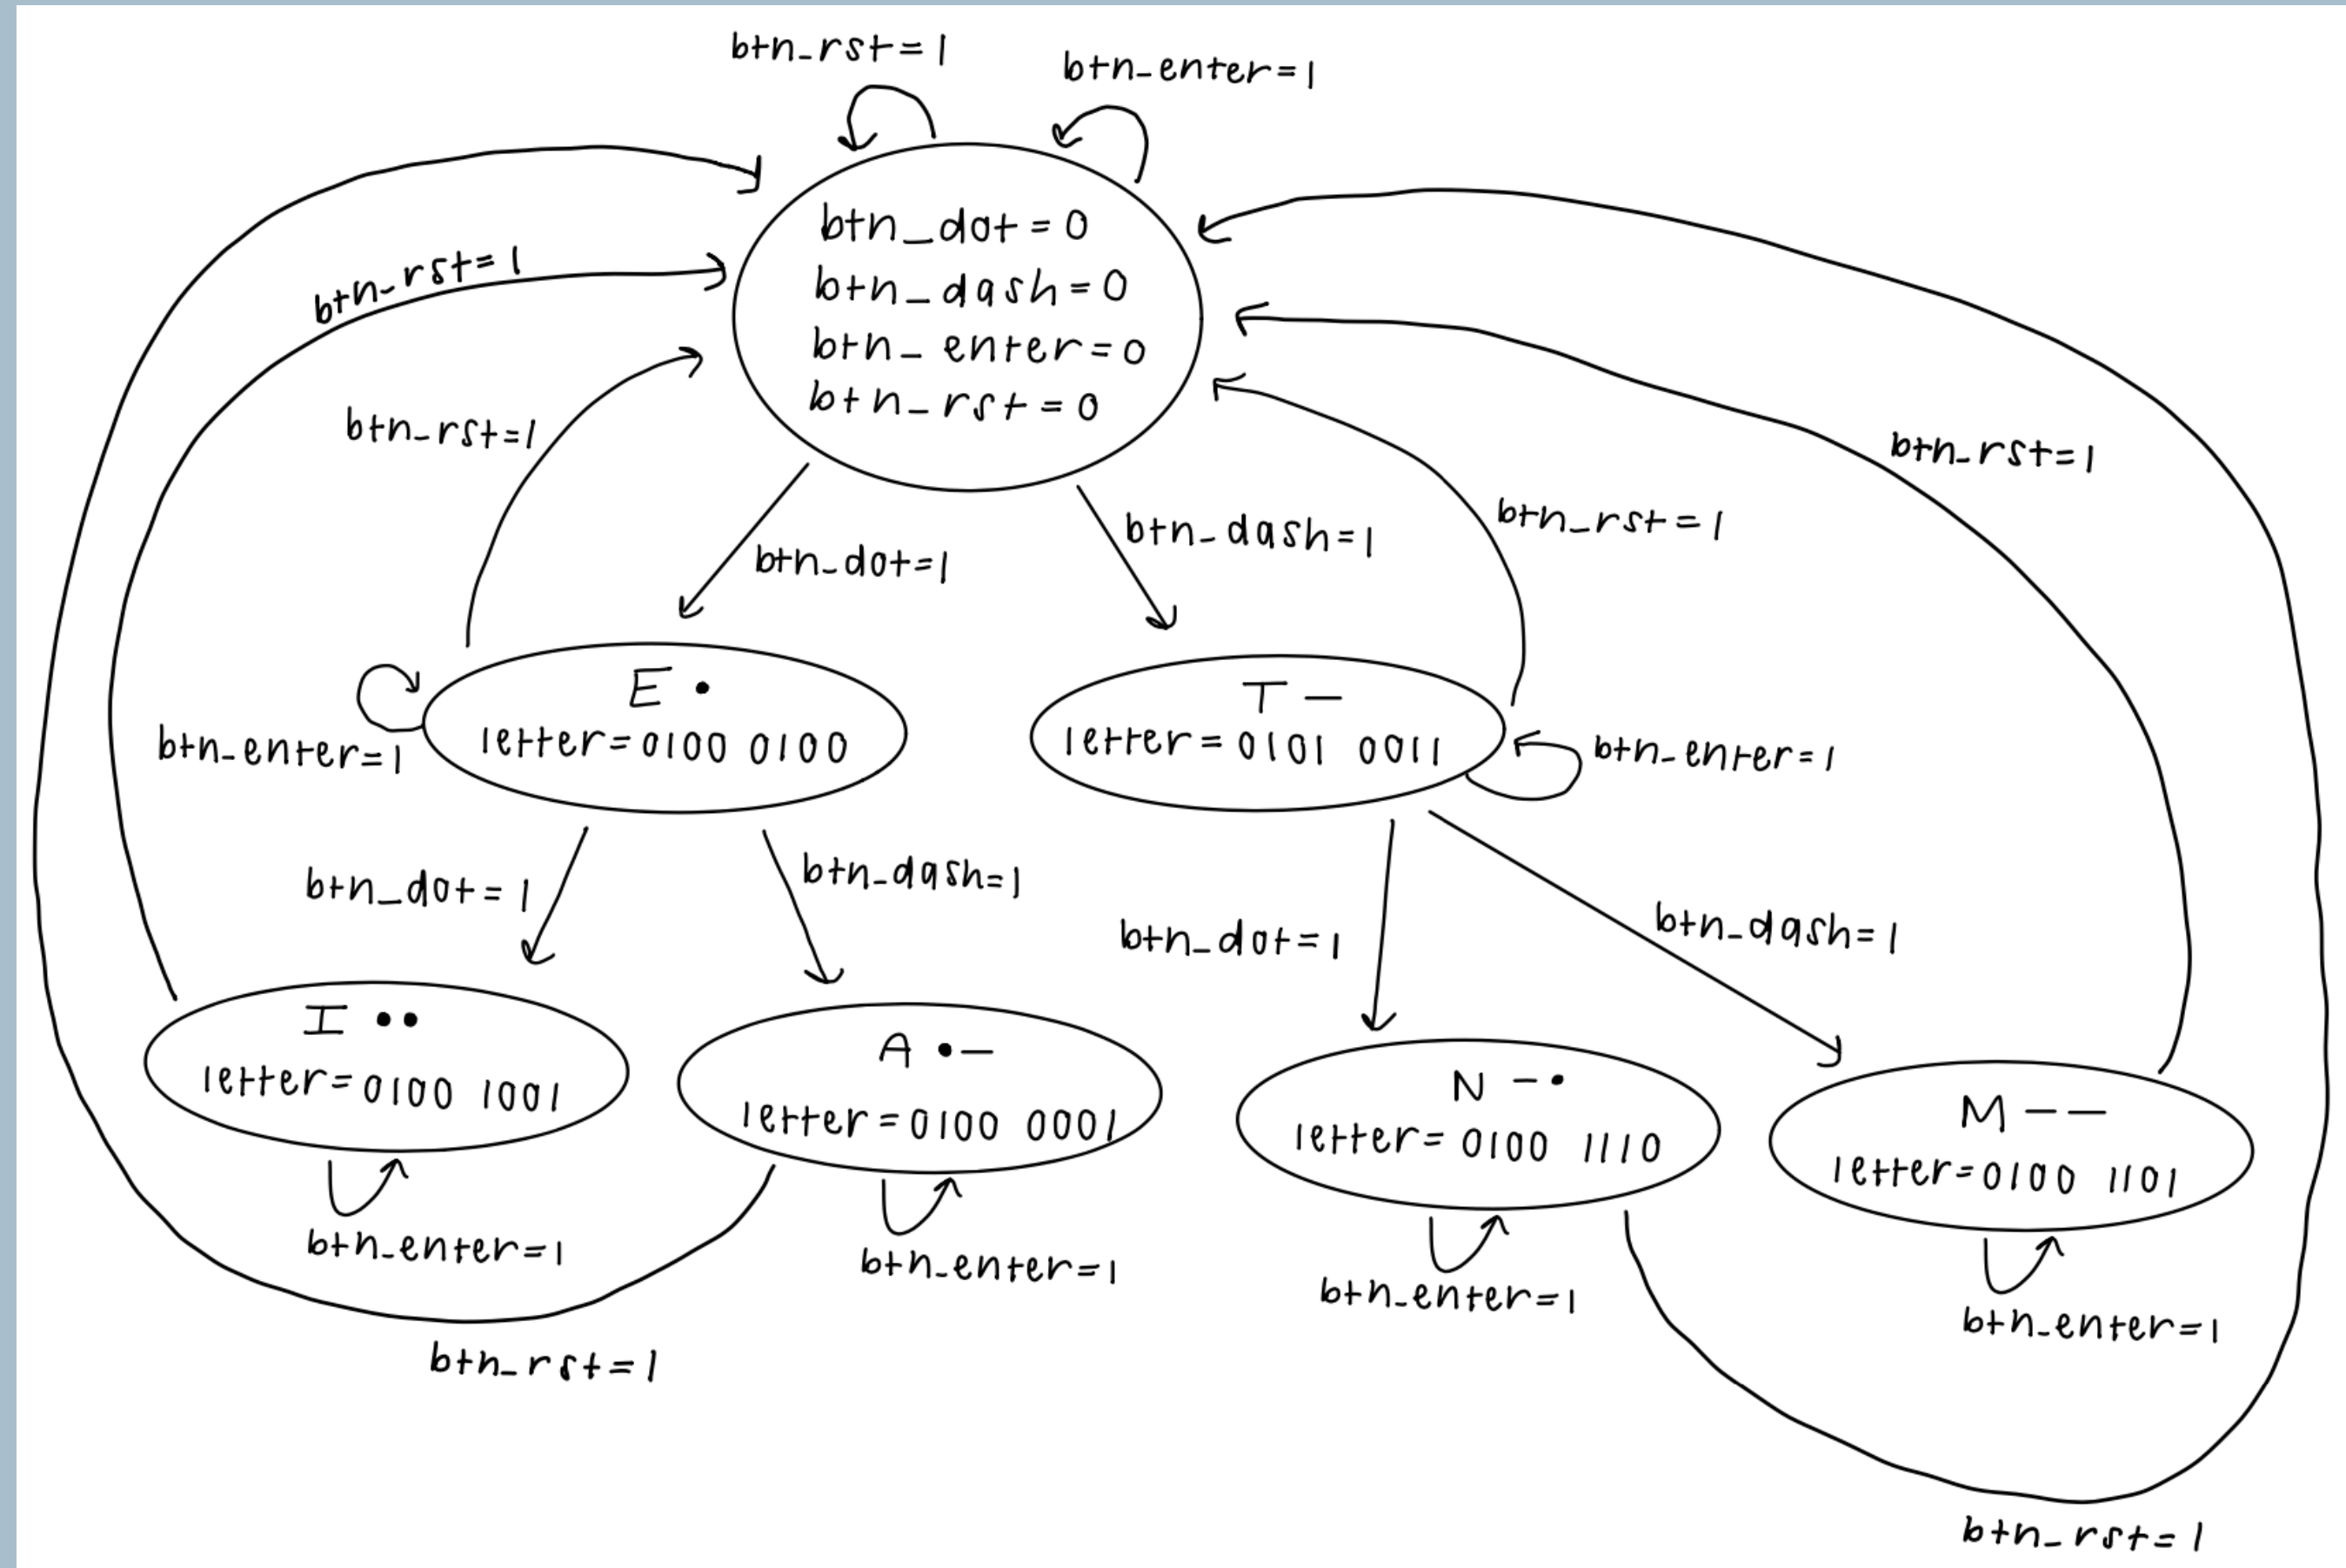 btn_rst=1
btn_enter=1
btn_dot=0
btn_dash=0
btn_enter=0
btn_rst=0
btn_rst=1
btn_rst=1
btn_rst=1
btn_rst=1
btn_dot=1
btn_dash=1
E •
letter=0100 0100
btn_enter=1
T —
letter=0101 0011
btn_enter=1
btn_dot=1
btn_dash=1
btn_dot=1
btn_dash=1
I ••
letter=0100 1001
btn_enter=1
A •—
letter=0100 0001
btn_enter=1
N —•
letter=0100 1110
btn_enter=1
M ——
letter=0100 1101
btn_enter=1
btn_rst=1
btn_rst=1